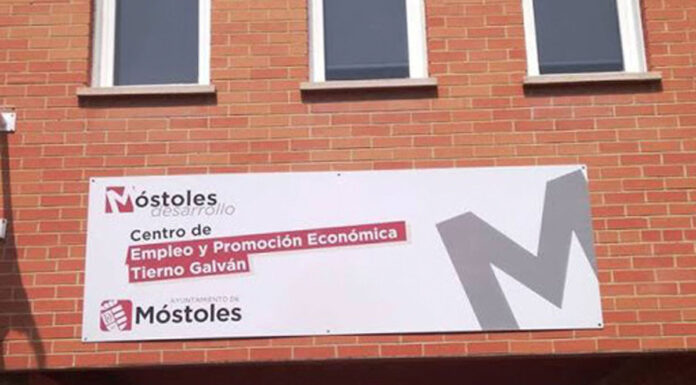 Móstoles
desarrollo
Centro de
Empleo y Promoción Económica
Tierno Galván
AYUNTAMIENTO DE
Móstoles
M